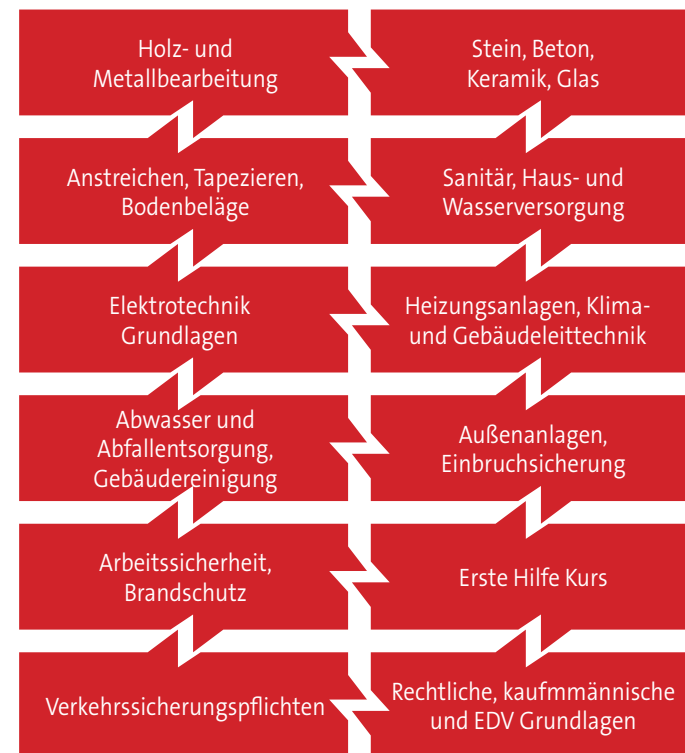 Holz- und
Metallbearbeitung
Stein, Beton,
Keramik, Glas
Anstreichen, Tapezieren,
Bodenbeläge
Sanitär, Haus- und
Wasserversorgung
Elektrotechnik
Grundlagen
Heizungsanlagen, Klima-
und Gebäudeleittechnik
Abwasser und
Abfallentsorgung,
Gebäudereinigung
Außenanlagen,
Einbruchsicherung
Arbeitssicherheit,
Brandschutz
Erste Hilfe Kurs
Verkehrssicherungspflichten
Rechtliche, kaufmmännische
und EDV Grundlagen